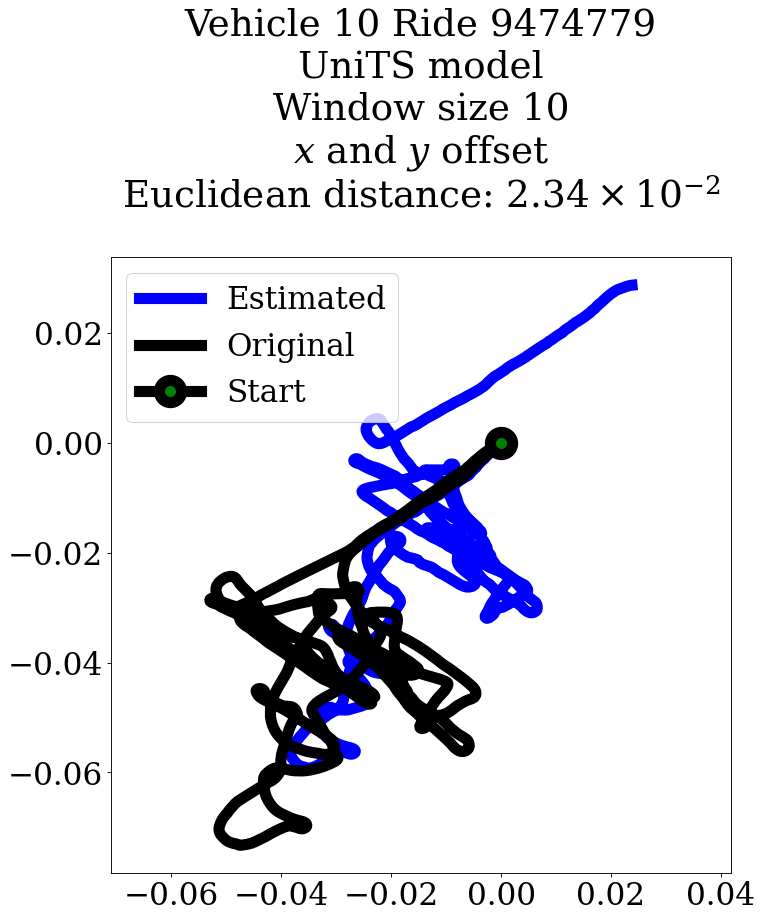 Vehicle 10 Ride 9474779
UniTS model
Window size 10
x and y offset
Euclidean distance: 2.34 × 10⁻²
Estimated
Original
Start
0.02
0.00
−0.02
−0.04
−0.06
−0.06 −0.04 −0.02 0.00 0.02 0.04